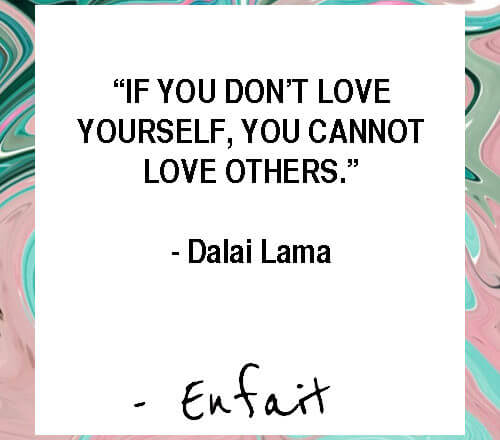 “IF YOU DON’T LOVE
YOURSELF, YOU CANNOT
LOVE OTHERS.”
- Dalai Lama
- Enfait